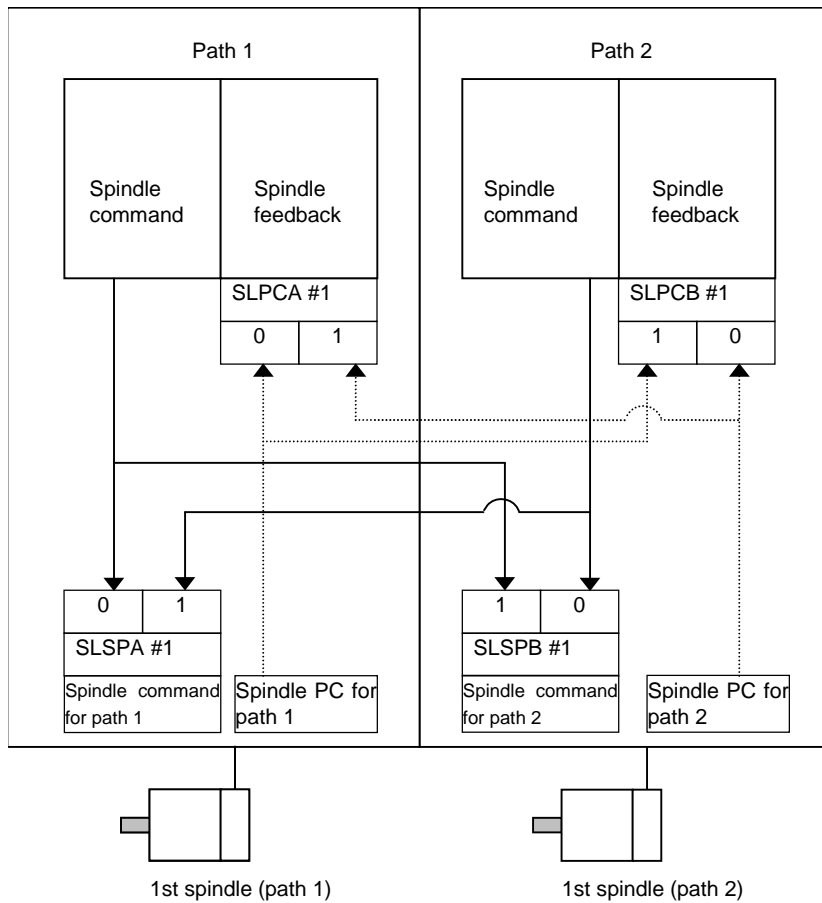 Path 1
Path 2
Spindle
command
Spindle
feedback
Spindle
command
Spindle
feedback
SLPCA #1
0 1
SLPCB #1
1 0
0 1
SLSPA #1
Spindle command
for path 1
Spindle PC for
path 1
1 0
SLSPB #1
Spindle command
for path 2
Spindle PC for
path 2
1st spindle (path 1)
1st spindle (path 2)